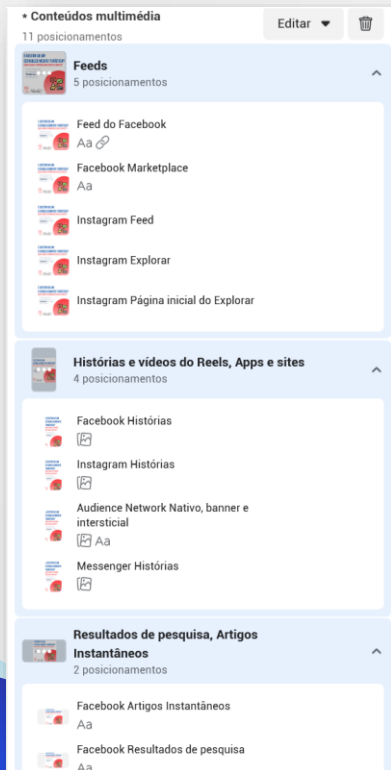 * Conteúdos multimédia
11 posicionamentos
Editar
Feeds
5 posicionamentos
Feed do Facebook
Aa
Facebook Marketplace
Aa
Instagram Feed
Instagram Explorar
Instagram Página inicial do Explorar
Histórias e vídeos do Reels, Apps e sites
4 posicionamentos
Facebook Histórias
Instagram Histórias
Audience Network Nativo, banner e
intersticial
Aa
Messenger Histórias
Resultados de pesquisa, Artigos
Instantâneos
2 posicionamentos
Facebook Artigos Instantâneos
Aa
Facebook Resultados de pesquisa
Aa